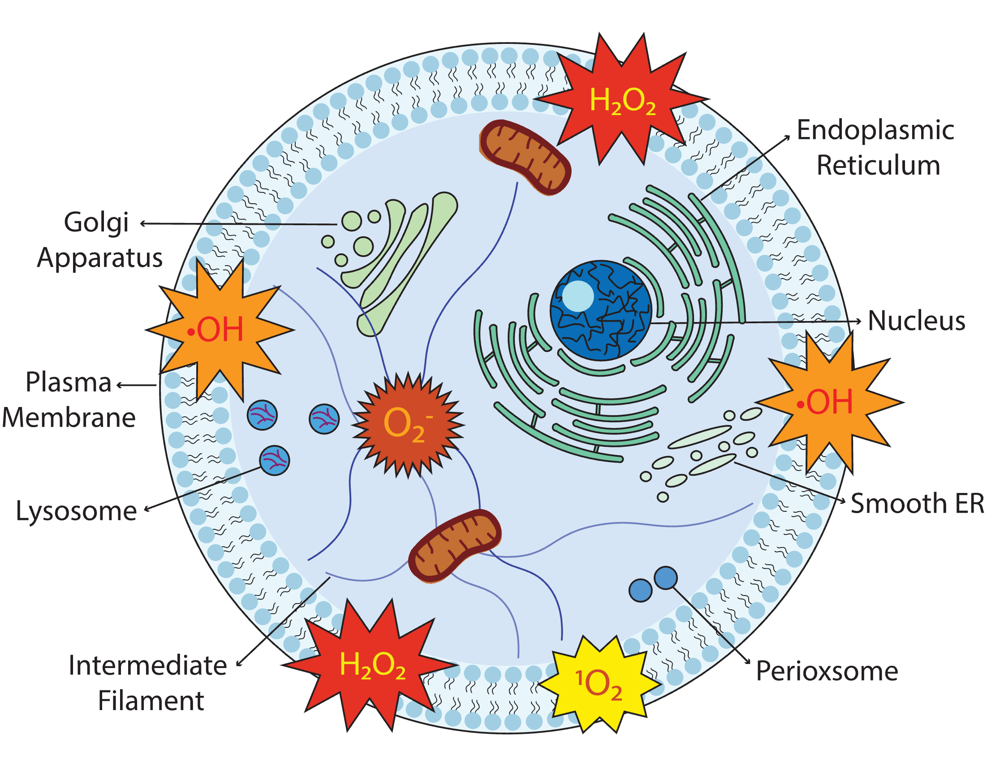 H₂O₂
Endoplasmic
Reticulum
Golgi
Apparatus
•OH
Nucleus
Plasma
Membrane
O₂⁻
•OH
Lysosome
Smooth ER
Intermediate
Filament
H₂O₂
¹O₂
Perioxsome